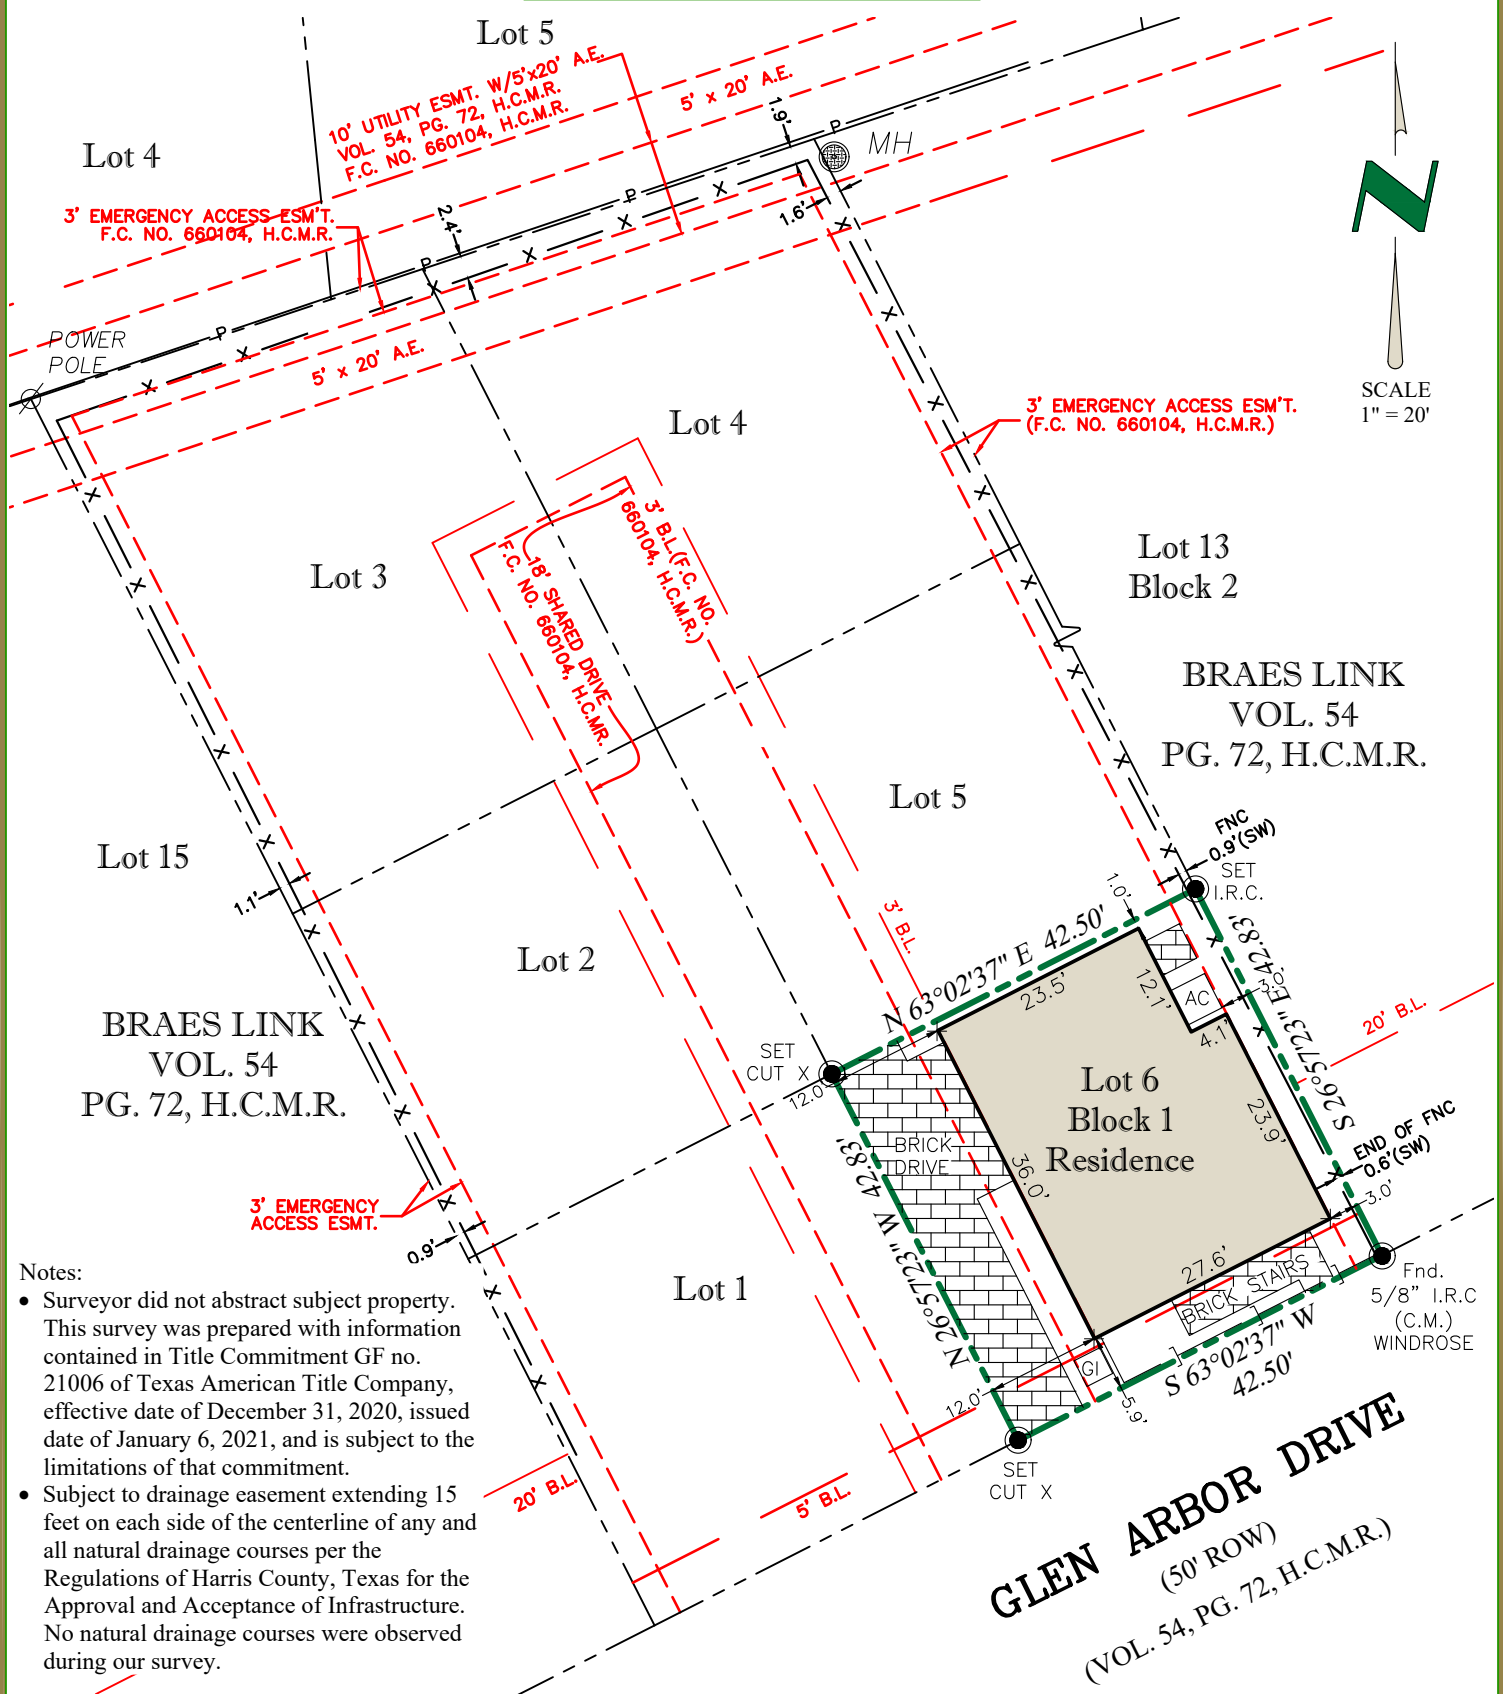 Lot 5
10' UTILITY ESMT. W/5'x20' A.E.
VOL. 54, PG. 72, H.C.M.R.
F.C. NO. 660104, H.C.M.R.
5' x 20' A.E.
1.9'
P
MH
Lot 4
3' EMERGENCY ACCESS ESM'T.
F.C. NO. 660104, H.C.M.R.
2.4'
P
1.6'
P
P
POWER
POLE
5' x 20' A.E.
SCALE
1" = 20'
Lot 4
3' EMERGENCY ACCESS ESM'T.
(F.C. NO. 660104, H.C.M.R.)
Lot 3
3' B.L.(F.C. NO.
660104, H.C.M.R.)
18' SHARED DRIVE
F.C. NO. 660104, H.C.MR.
Lot 13
Block 2
BRAES LINK
VOL. 54
PG. 72, H.C.M.R.
Lot 5
Lot 15
1.1'
FNC
0.9'(SW)
SET
I.R.C.
1.0'
3' B.L.
N 63°02'37" E 42.50'
S 26°57'23" E 42.83'
Lot 2
23.5'
12.1'
AC
3.0'
4.1'
20' B.L.
BRAES LINK
VOL. 54
PG. 72, H.C.M.R.
SET
CUT X
12.0'
Lot 6
Block 1
Residence
23.9'
BRICK
DRIVE
36.0'
END OF FNC
0.6'(SW)
3.0'
N 26°57'23" W 42.83'
3' EMERGENCY
ACCESS ESMT.
0.9'
Lot 1
27.6'
BRICK STAIRS
Fnd.
5/8" I.R.C
(C.M.)
WINDROSE
GI
12.0'
5.9'
S 63°02'37" W
42.50'
SET
CUT X
20' B.L.
5' B.L.
GLEN ARBOR DRIVE
(50' ROW)
(VOL. 54, PG. 72, H.C.M.R.)
Notes:
• Surveyor did not abstract subject property.
This survey was prepared with information
contained in Title Commitment GF no.
21006 of Texas American Title Company,
effective date of December 31, 2020, issued
date of January 6, 2021, and is subject to the
limitations of that commitment.
• Subject to drainage easement extending 15
feet on each side of the centerline of any and
all natural drainage courses per the
Regulations of Harris County, Texas for the
Approval and Acceptance of Infrastructure.
No natural drainage courses were observed
during our survey.